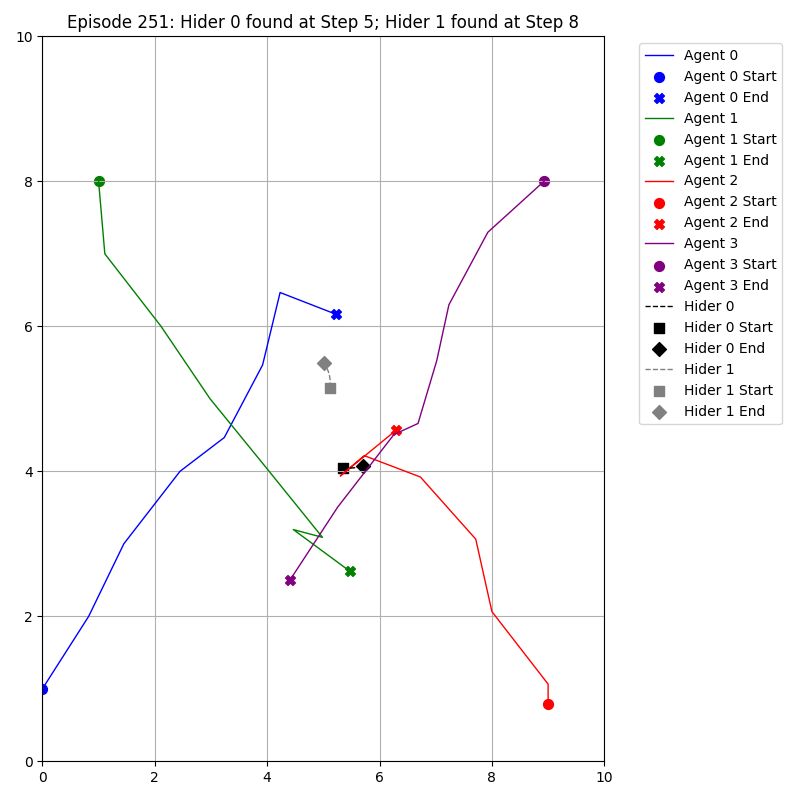 Episode 251: Hider 0 found at Step 5; Hider 1 found at Step 8
10
8
6
4
2
0
0 2 4 6 8 10
Agent 0
Agent 0 Start
Agent 0 End
Agent 1
Agent 1 Start
Agent 1 End
Agent 2
Agent 2 Start
Agent 2 End
Agent 3
Agent 3 Start
Agent 3 End
Hider 0
Hider 0 Start
Hider 0 End
Hider 1
Hider 1 Start
Hider 1 End